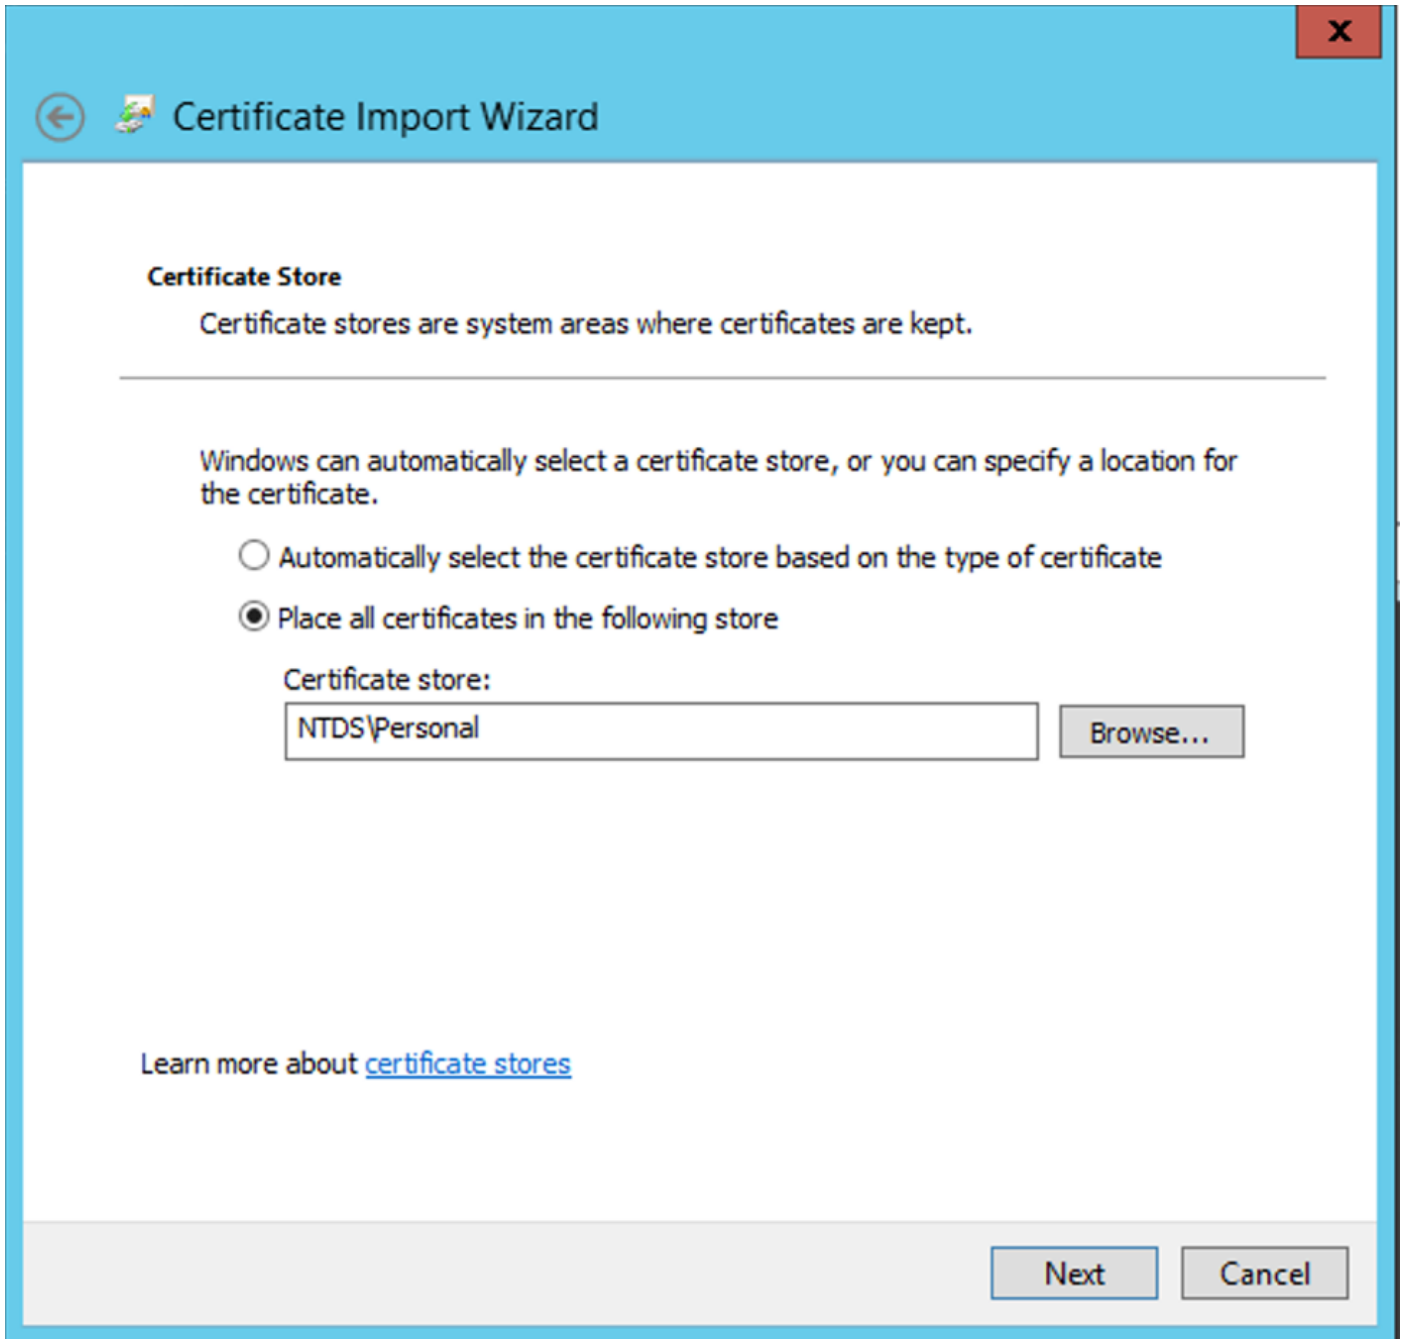 x
Certificate Import Wizard
Certificate Store
Certificate stores are system areas where certificates are kept.
Windows can automatically select a certificate store, or you can specify a location for
the certificate.
Automatically select the certificate store based on the type of certificate
Place all certificates in the following store
Certificate store:
NTDS\Personal
Browse...
Learn more about certificate stores
Next
Cancel